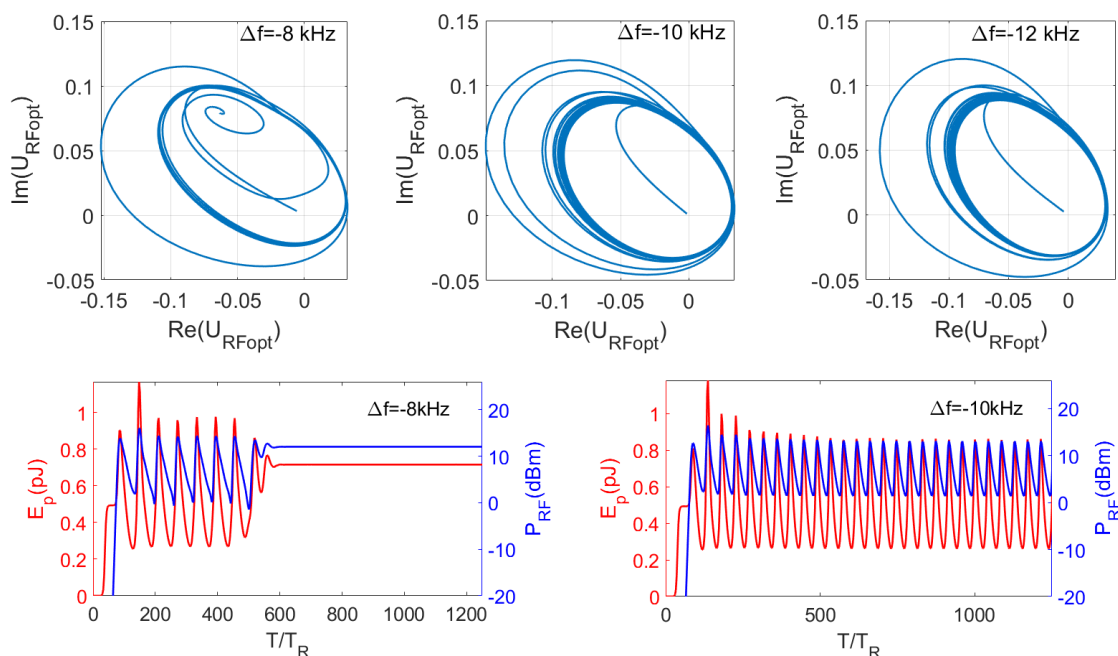 Δf=-8 kHz
0.15
0.1
0.05
0
-0.05
-0.15 -0.1 -0.05 0
Im(U_RFopt)
Re(U_RFopt)
Δf=-10 kHz
0.15
0.1
0.05
0
-0.05
-0.15 -0.1 -0.05 0
Im(U_RFopt)
Re(U_RFopt)
Δf=-12 kHz
0.15
0.1
0.05
0
-0.05
-0.15 -0.1 -0.05 0
Im(U_RFopt)
Re(U_RFopt)
Δf=-8kHz
1
0.8
0.6
0.4
0.2
0
E_p(pJ)
20
10
0
-10
-20
P_RF(dBm)
0 200 400 600 800 1000 1200
T/T_R
Δf=-10kHz
1
0.8
0.6
0.4
0.2
0
E_p(pJ)
20
10
0
-10
-20
P_RF(dBm)
0 500 1000
T/T_R